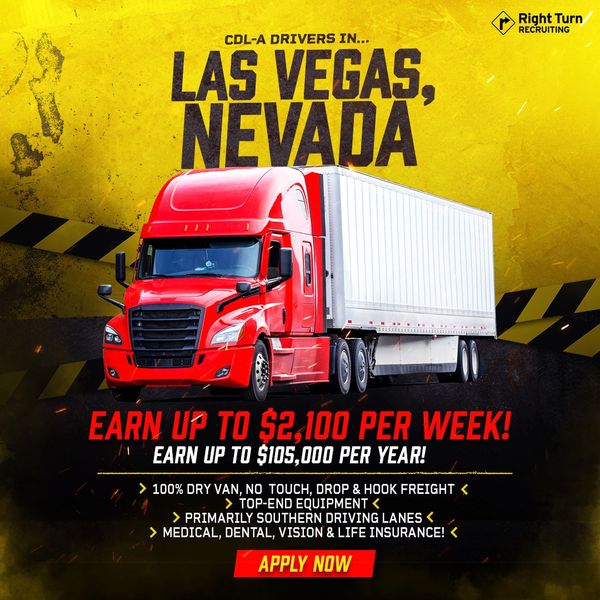 Right Turn
RECRUITING
CDL-A DRIVERS IN...
LAS VEGAS,
NEVADA
EARN UP TO $2,100 PER WEEK!
EARN UP TO $105,000 PER YEAR!
100% DRY VAN, NO TOUCH, DROP & HOOK FREIGHT
TOP-END EQUIPMENT
PRIMARILY SOUTHERN DRIVING LANES
MEDICAL, DENTAL, VISION & LIFE INSURANCE!
APPLY NOW